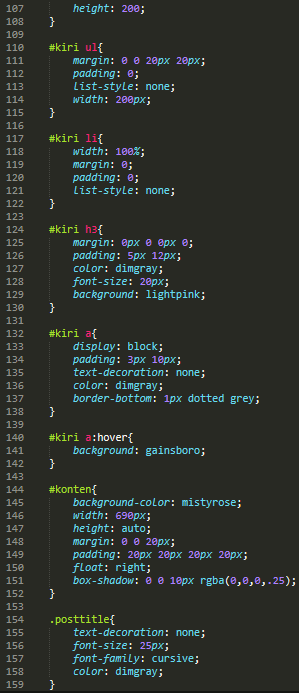 107 height: 200;
108 }
109
110 #kiri ul{
111 margin: 0 0 20px 20px;
112 padding: 0;
113 list-style: none;
114 width: 200px;
115 }
116
117 #kiri li{
118 width: 100%;
119 margin: 0;
120 padding: 0;
121 list-style: none;
122 }
123
124 #kiri h3{
125 margin: 0px 0 0px 0;
126 padding: 5px 12px;
127 color: dimgray;
128 font-size: 20px;
129 background: lightpink;
130 }
131
132 #kiri a{
133 display: block;
134 padding: 3px 10px;
135 text-decoration: none;
136 color: dimgray;
137 border-bottom: 1px dotted grey;
138 }
139
140 #kiri a:hover{
141 background: gainsboro;
142 }
143
144 #konten{
145 background-color: mistyrose;
146 width: 690px;
147 height: auto;
148 margin: 0 0 20px;
149 padding: 20px 20px 20px 20px;
150 float: right;
151 box-shadow: 0 0 10px rgba(0,0,0,.25);
152 }
153
154 .posttitle{
155 text-decoration: none;
156 font-size: 25px;
157 font-family: cursive;
158 color: dimgray;
159 }